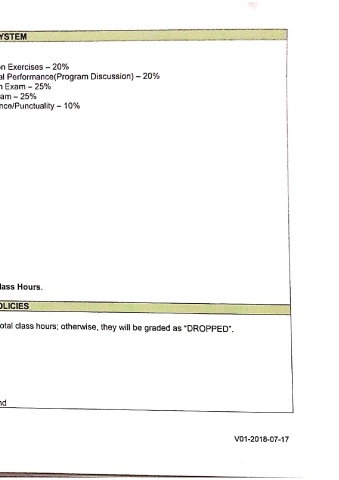 YSTEM
n Exercises – 20%
al Performance(Program Discussion) – 20%
n Exam – 25%
am – 25%
nce/Punctuality – 10%
lass Hours.
OLICIES
otal class hours; otherwise, they will be graded as "DROPPED".
nd
V01-2018-07-17